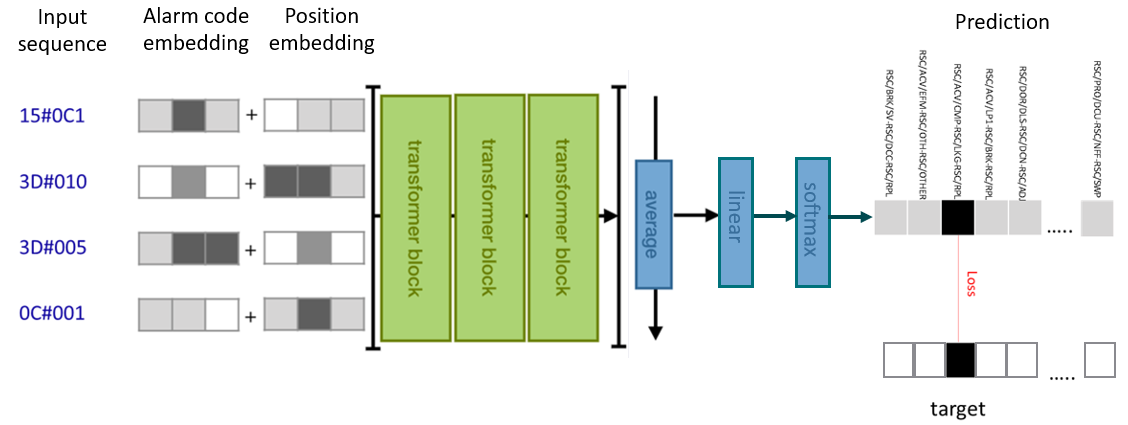 Input
sequence
Alarm code
embedding
Position
embedding
Prediction
15#0C1
+
3D#010
+
3D#005
+
0C#001
+
transformer block
transformer block
transformer block
average
linear
softmax
RSC/BRK/SV-RSC/DCC-RSC/RPL
RSC/ACV/EFM-RSC/OTH-RSC/OTHER
RSC/ACV/CMP-RSC/LKG-RSC/RPL
RSC/ACV/LP1-RSC/BRK-RSC/RPL
RSC/DOR/DLS-RSC/DCN-RSC/ADJ
RSC/PRO/DCU-RSC/NFF-RSC/SWP
.....
Loss
.....
target